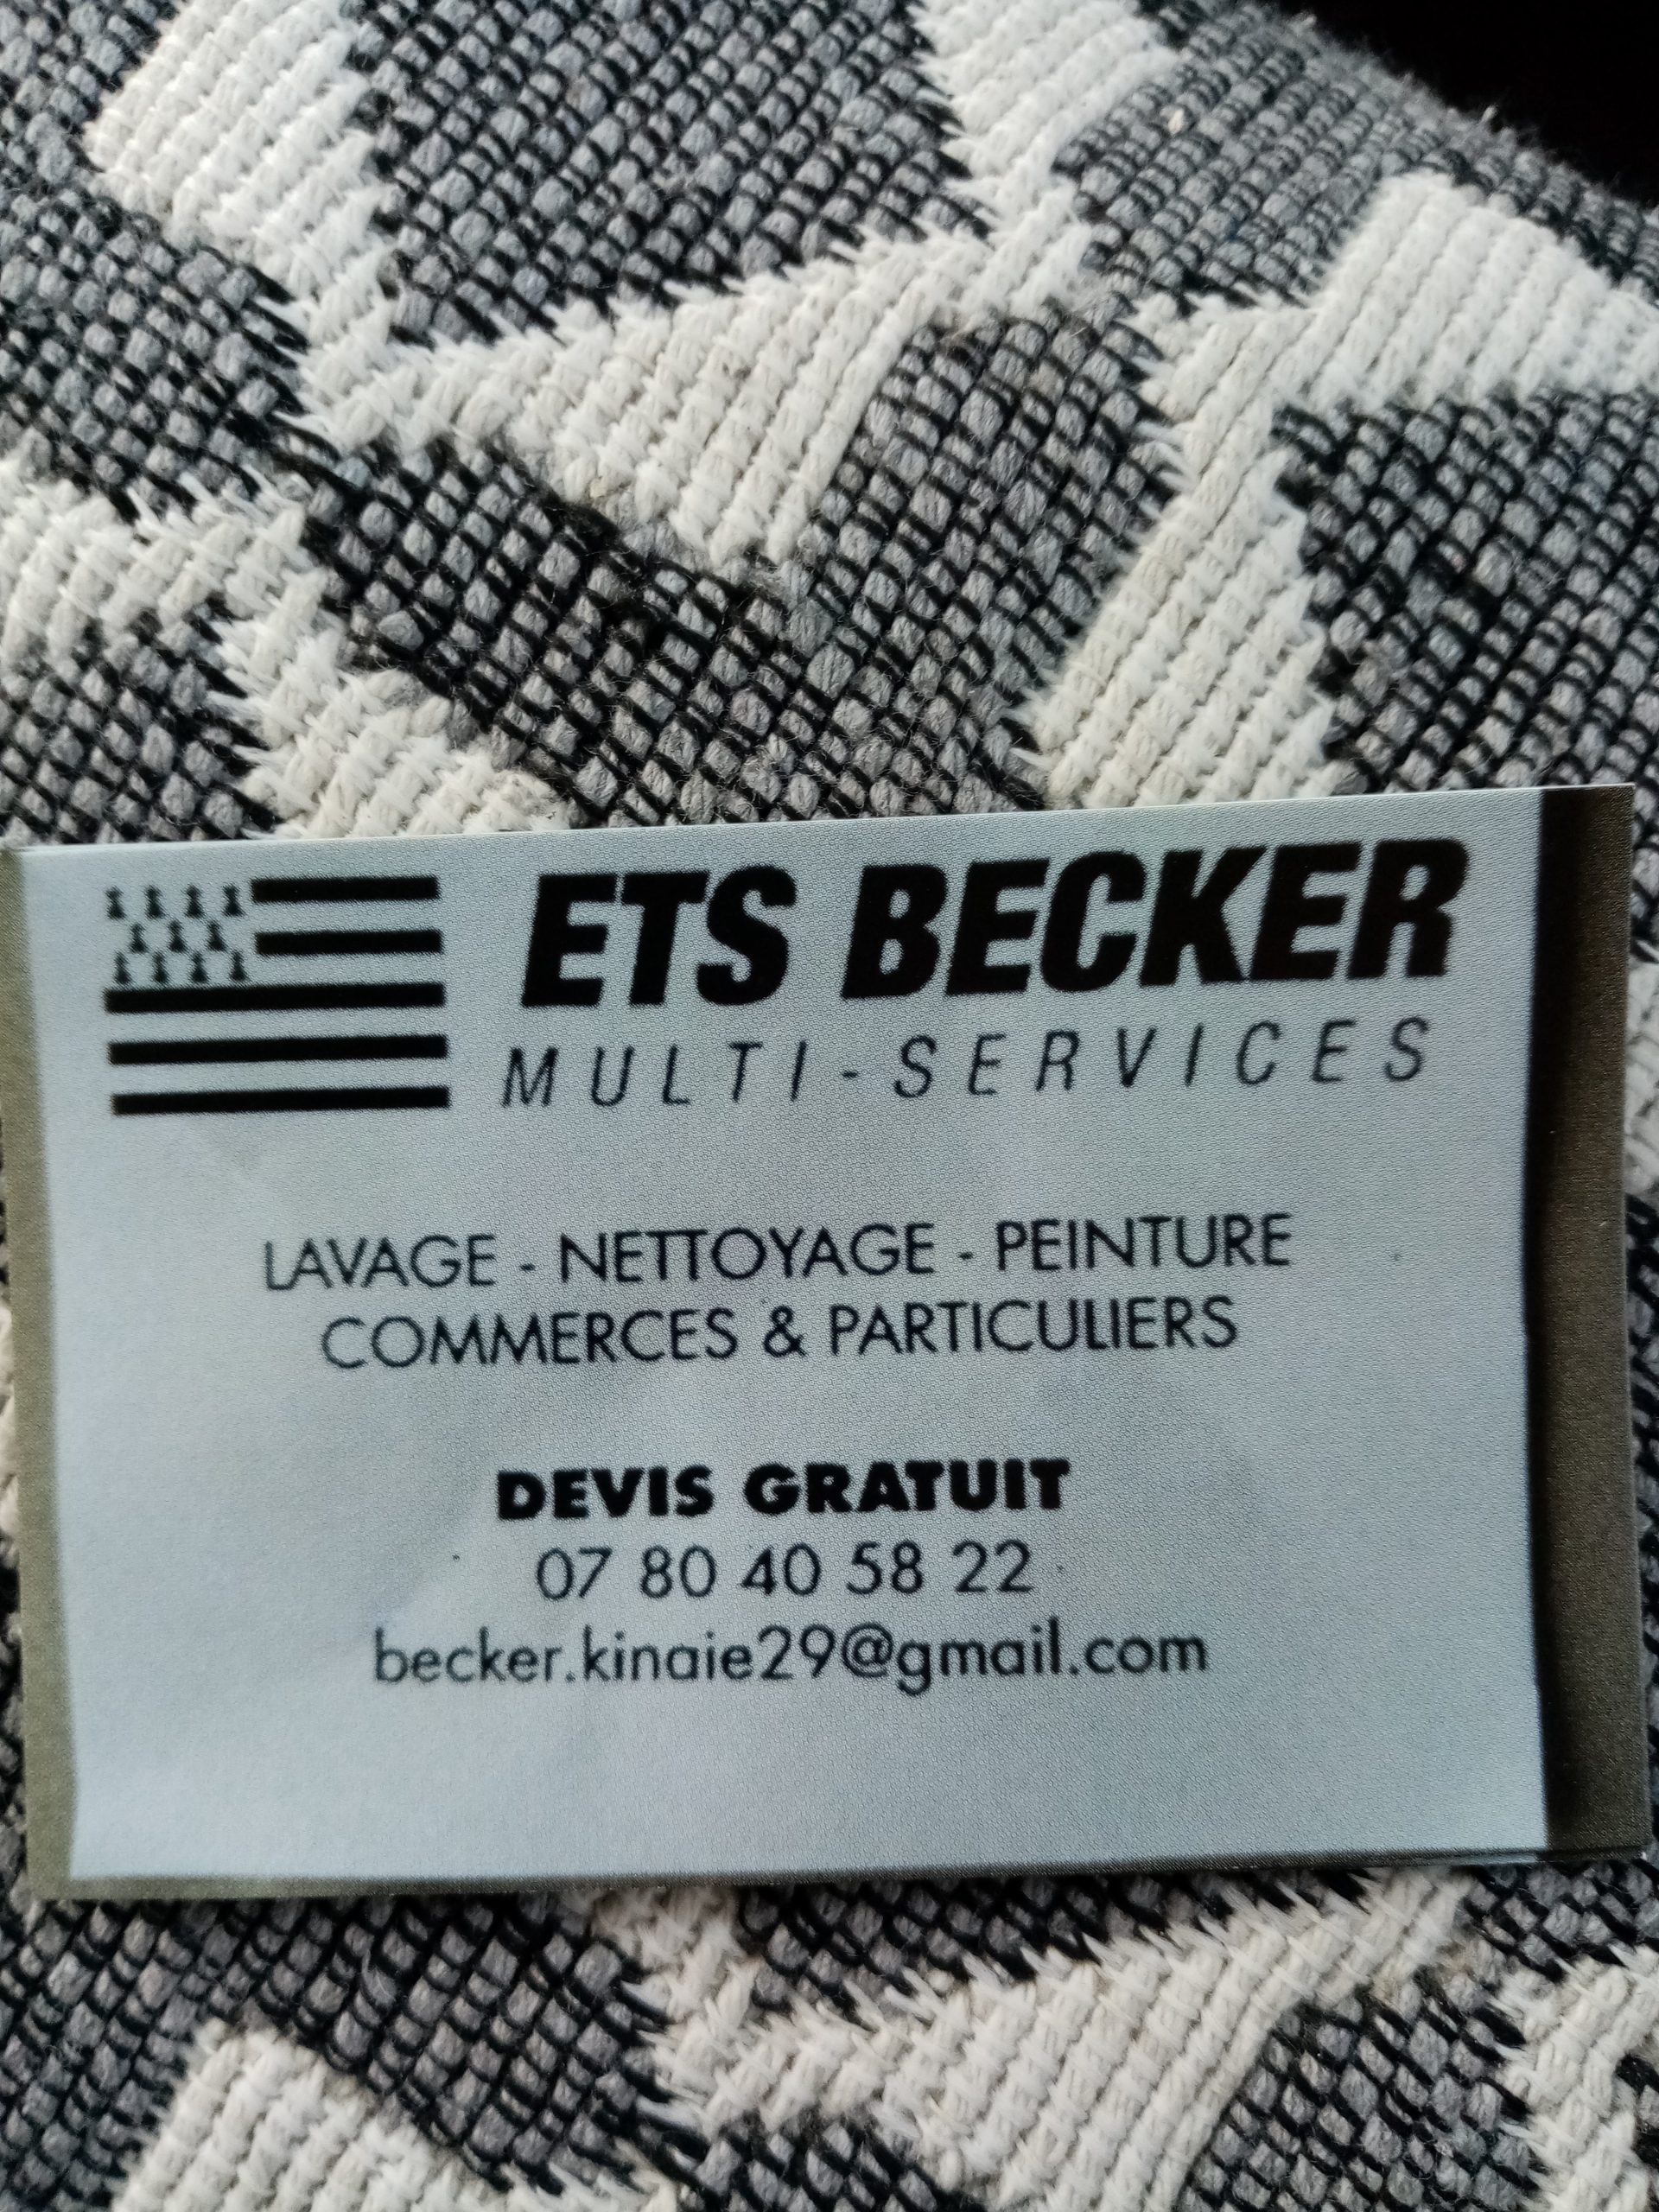 ETS BECKER
MULTI-SERVICES
LAVAGE - NETTOYAGE - PEINTURE
COMMERCES & PARTICULIERS
DEVIS GRATUIT
07 80 40 58 22
becker.kinaie29@gmail.com